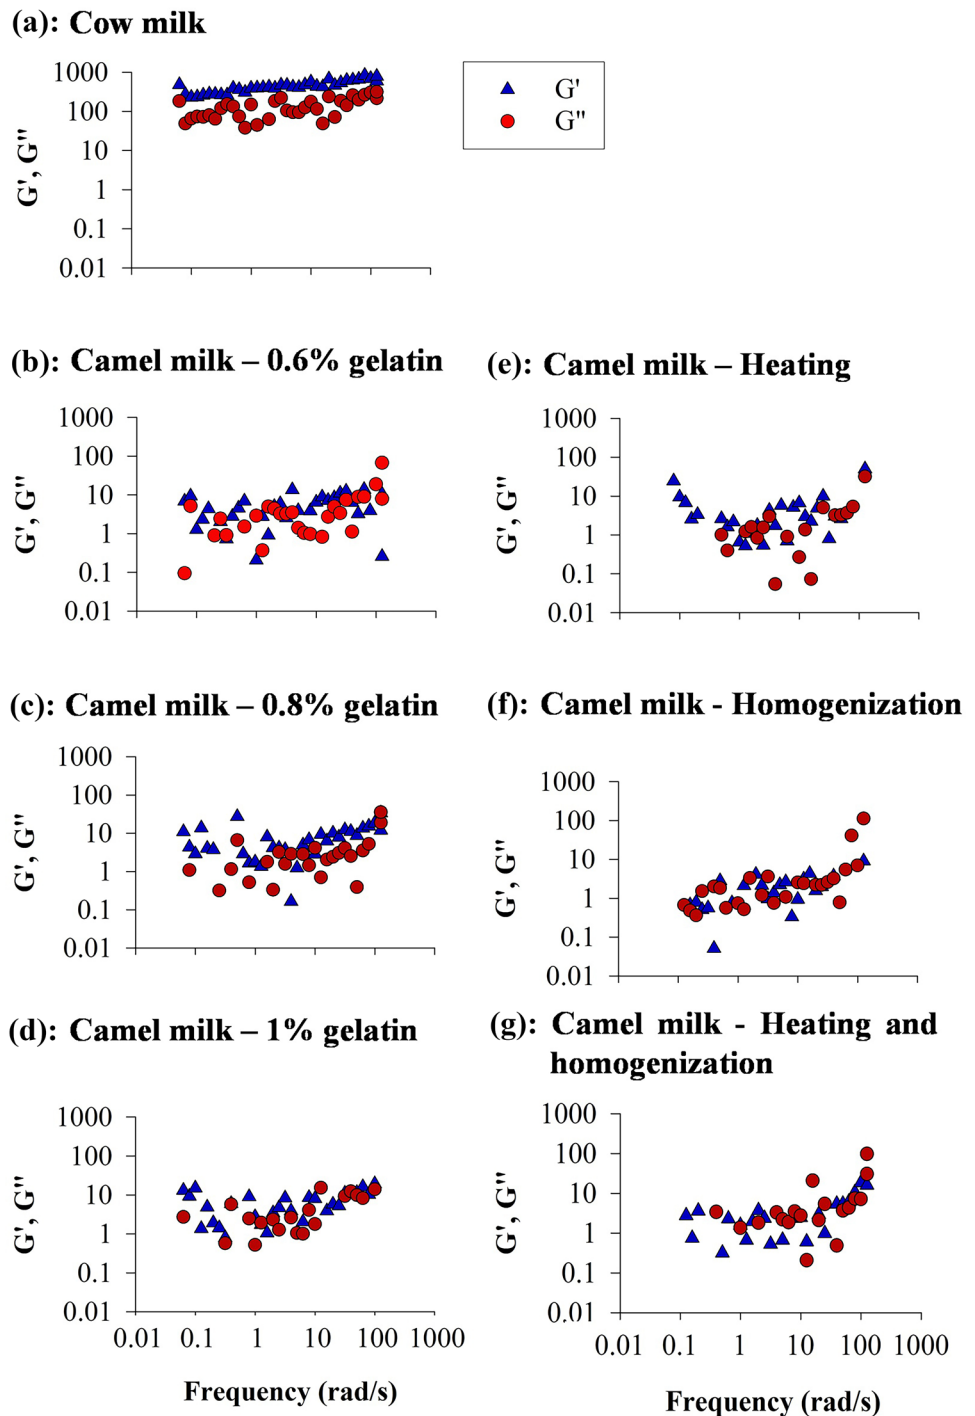 (a): Cow milk
1000
100
10
1
0.1
0.01
G', G"
G'
G"
(b): Camel milk – 0.6% gelatin
1000
100
10
1
0.1
0.01
G', G"
(e): Camel milk – Heating
1000
100
10
1
0.1
0.01
G', G"
(c): Camel milk – 0.8% gelatin
1000
100
10
1
0.1
0.01
G', G"
(f): Camel milk - Homogenization
1000
100
10
1
0.1
0.01
G', G"
(d): Camel milk – 1% gelatin
1000
100
10
1
0.1
0.01
G', G"
0.01 0.1 1 10 100 1000
Frequency (rad/s)
(g): Camel milk - Heating and
homogenization
1000
100
10
1
0.1
0.01
G', G"
0.01 0.1 1 10 100 1000
Frequency (rad/s)